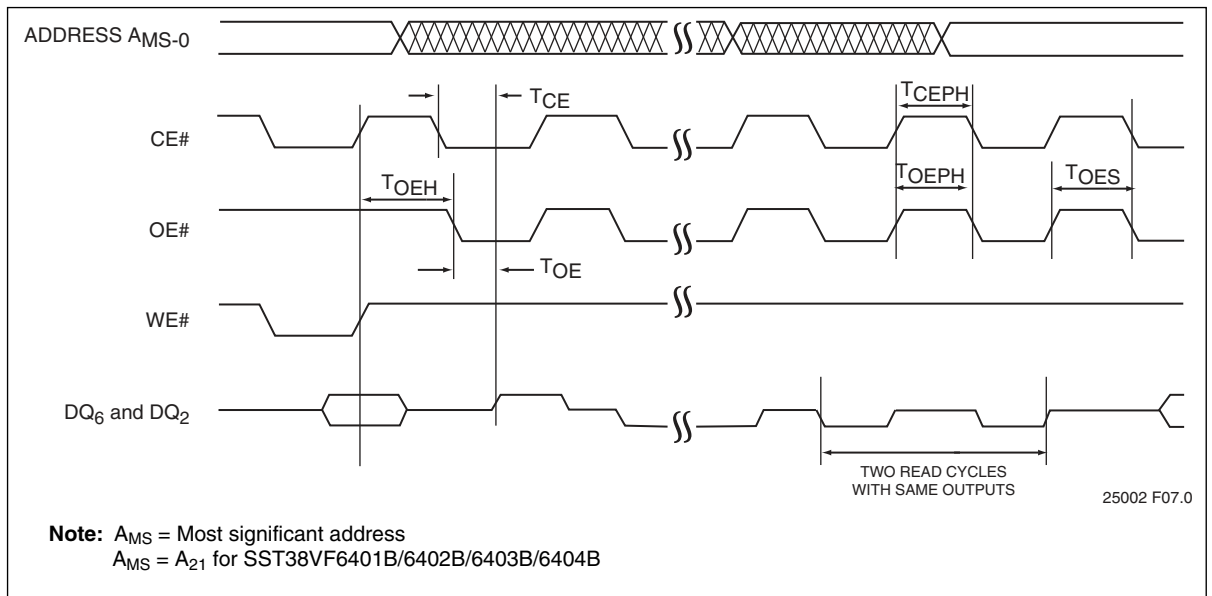 ADDRESS AMS-0
TCE
TCEPH
CE#
TOEH
TOEPH
TOES
OE#
TOE
WE#
DQ6 and DQ2
TWO READ CYCLES
WITH SAME OUTPUTS
25002 F07.0
Note: AMS = Most significant address
AMS = A21 for SST38VF6401B/6402B/6403B/6404B